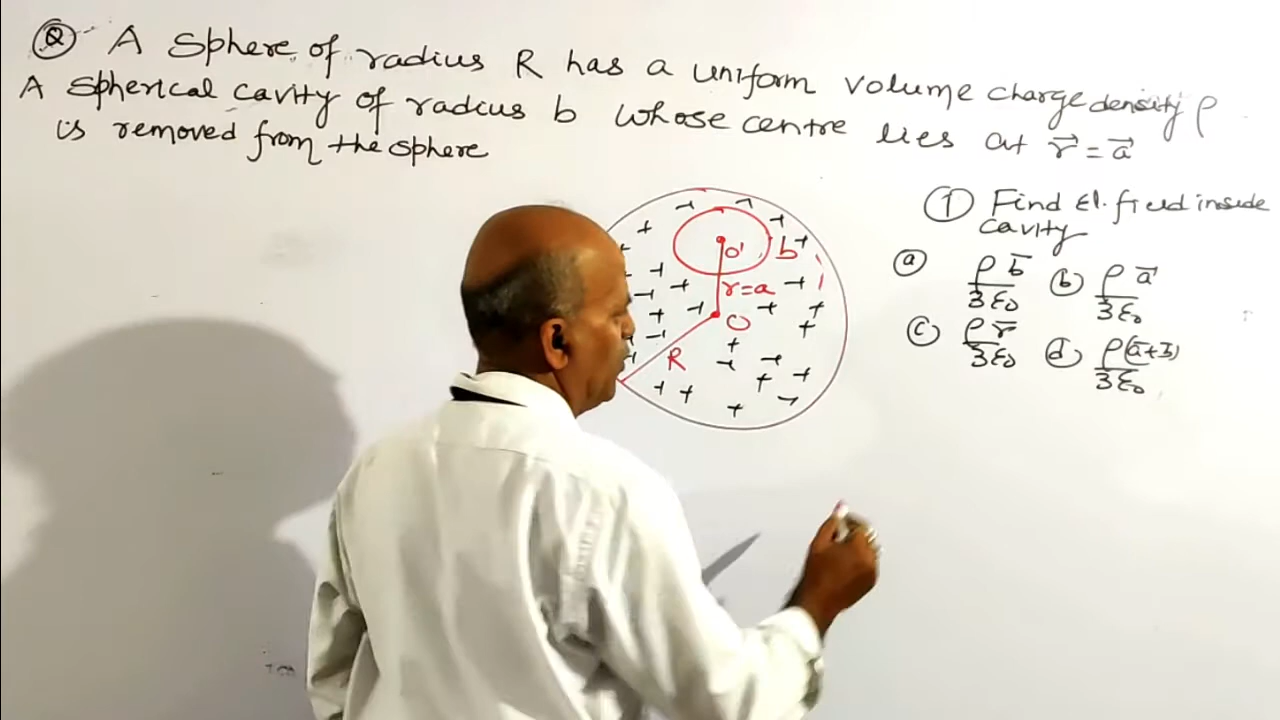 Q A Sphere of radius R has a uniform volume charge density ρ
A Spherical cavity of radius b whose centre lies at r⃗ = a⃗
is removed from the sphere
① Find El. field inside
cavity
ⓐ ρb̅/3ε₀ ⓑ ρa⃗/3ε₀
ⓒ ρr̅/3ε₀ ⓓ ρ(a̅+b̅)/3ε₀
O' b
r=a
O
R